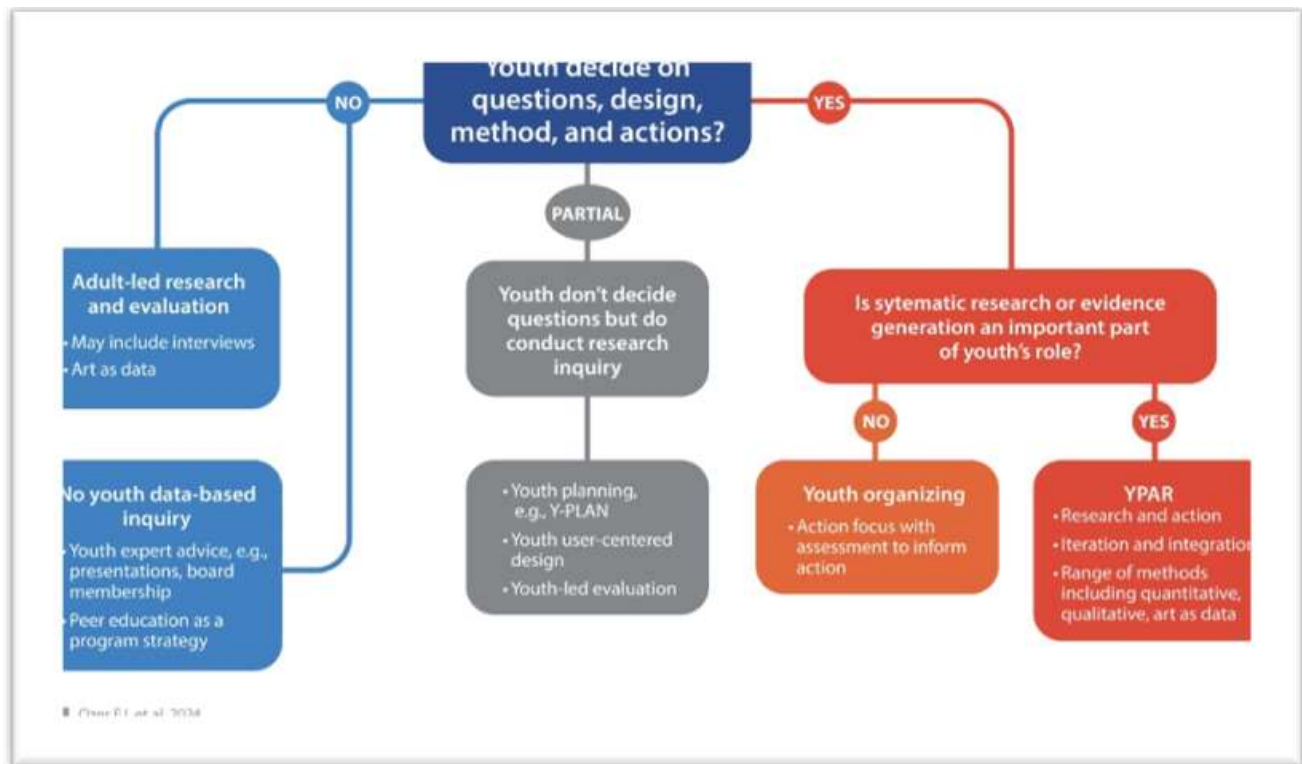 Youth decide on
questions, design,
method, and actions?
NO
YES
PARTIAL
Adult-led research
and evaluation
• May include interviews
• Art as data
No youth data-based
inquiry
• Youth expert advice, e.g.,
presentations, board
membership
• Peer education as a
program strategy
Youth don't decide
questions but do
conduct research
inquiry
• Youth planning,
e.g., Y-PLAN
• Youth user-centered
design
• Youth-led evaluation
Is sytematic research or evidence
generation an important part
of youth's role?
NO
YES
Youth organizing
• Action focus with
assessment to inform
action
YPAR
• Research and action
• Iteration and integration
• Range of methods
including quantitative,
qualitative, art as data
et al. 2024